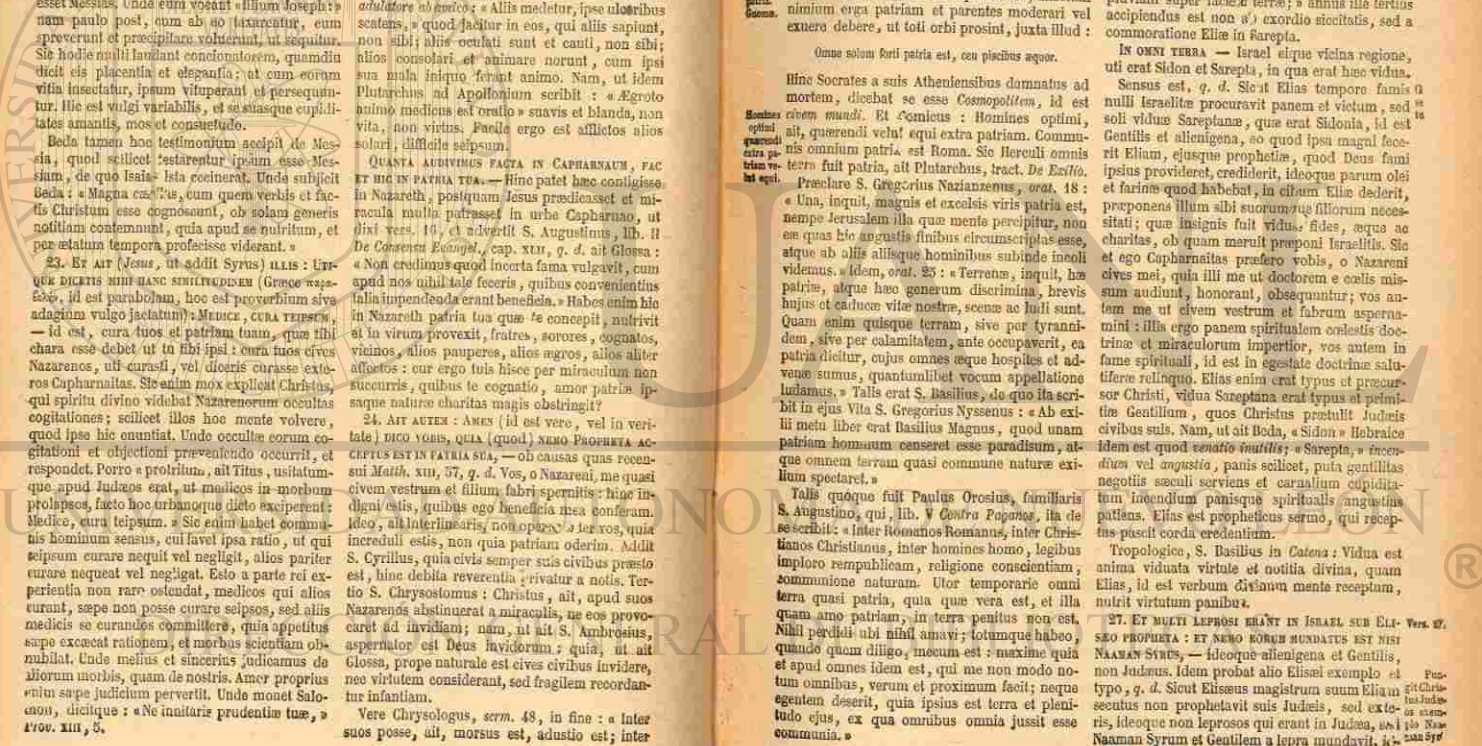 esset Messias. Unde eum vocant « filium Joseph: »
nam paulo post, cum ab eo taxarentur, eum
spreverunt et præcipitare voluerunt, ut sequitur.
Sic hodie multi laudant concionatorem, quamdiu
dicit eis placentia et elegantia; at cum eorum
vitia insectatur, ipsum vituperant et persequun-
tur. Hic est vulgi variabilis, et se suasque cupidi-
tates amantis, mos et consuetudo.
Beda tamen hoc testimonium accipit de Mes-
sia, quod scilicet testarentur ipsum esse Mes-
siam, de quo Isaias ista cecinerat. Unde subjicit
Beda : « Magna cæcitas, cum quem verbis et fac-
tis Christum esse cognoscunt, ob solam generis
notitiam contemnunt, quia apud se nutritum, et
per ætatum tempora profecisse viderant. »
23. ET AIT (Jesus, ut addit Syrus) ILLIS : UTI-
QUE DICETIS MIHI HANC SIMILITUDINEM (Græce
id est parabolam, hoc est proverbium sive
adagium vulgo jactatum) : MEDICE, CURA TEIPSUM,
— id est, cura tuos et patriam tuam, quæ tibi
chara esse debet ut tu tibi ipsi : cura tuos cives
Nazarenos, uti curasti, vel diceris curasse exte-
ros Capharnaitas. Sic enim mox explicat Christus,
qui spiritu divino videbat Nazarenorum occultas
cogitationes; scilicet illos hoc mente volvere,
quod ipse hic enuntiat. Unde occultæ eorum co-
gitationi et objectioni præveniendo occurrit, et
respondet. Porro « protritum, ait Titus, usitatum-
que apud Judæos erat, ut medicos in morbum
prolapsos, facto hoc urbanoque dicto exciperent :
Medice, cura teipsum. » Sic enim habet commu-
nis hominum sensus, cui favet ipsa ratio, ut qui
seipsum curare nequit vel negligit, alios pariter
curare nequeat vel negligat. Esto a parte rei ex-
perientia non raro ostendat, medicos qui alios
curant, sæpe non posse curare seipsos, sed aliis
medicis se curandos committere, quia appetitus
sæpe excæcat rationem, et morbus scientiam ob-
nubilat. Unde melius et sincerius judicamus de
aliorum morbis, quam de nostris. Amor proprius
enim sæpe judicium pervertit. Unde monet Salo-
mon, dicitque : « Ne innitaris prudentiæ tuæ, »
Prov. XIII, 5.
adulatore ab amico : « Aliis medetur, ipse ulceribus
scatens, » quod jacitur in eos, qui aliis sapiunt,
non sibi; aliis oculati sunt et cauti, non sibi;
alios consolari et animare norunt, cum ipsi
sua mala iniquo ferant animo. Nam, ut idem
Plutarchus ad Apollonium scribit : « Ægroto
animo medicus est oratio » suavis et blanda, non
vita, non virtus. Facile ergo est afflictos alios
solari, difficile seipsum.
QUANTA AUDIVIMUS FACTA IN CAPHARNAUM, FAC
ET HIC IN PATRIA TUA. — Hinc patet hæc contigisse
in Nazareth, postquam Jesus prædicasset et mi-
racula multa patrasset in urbe Capharnao, ut
dixi vers. 16, et advertit S. Augustinus, lib. II
De Consensu Evangel., cap. XLII, q. d. ait Glossa :
« Non credimus quod incerta fama vulgavit, cum
apud nos nihil tale feceris, quibus convenientius
talia impendenda erant beneficia. » Habes enim hic
in Nazareth patria tua quæ te concepit, nutrivit
et in virum provexit, fratres, sorores, cognatos,
vicinos, alios pauperes, alios ægros, alios aliter
affectos : cur ergo tuis hisce per miraculum non
succurris, quibus te cognatio, amor patriæ ip-
saque naturæ charitas magis obstringit?
24. AIT AUTEM : AMEN (id est vere, vel in veri-
tate) DICO VOBIS, QUIA (quod) NEMO PROPHETA AC-
CEPTUS EST IN PATRIA SUA, — ob causas quas recen-
sui Matth. XIII, 57, q. d. Vos, o Nazareni, me quasi
civem vestrum et filium fabri spernitis : hinc in-
digni estis, quibus ego beneficia mea conferam.
Ideo, ait Interlinearis, non operor inter vos, quia
increduli estis, non quia patriam oderim. Addit
S. Cyrillus, quia civis semper suis civibus præsto
est, hinc debita reverentia privatur a notis. Ter-
tio S. Chrysostomus : Christus, ait, apud suos
Nazarenos abstinuerat a miraculis, ne eos provo-
caret ad invidiam; nam, ut ait S. Ambrosius,
aspernator est Deus invidorum : quia, ut ait
Glossa, prope naturale est cives civibus invidere,
nec virtutem considerant, sed fragilem recordan-
tur infantiam.
Vere Chrysologus, serm. 48, in fine : « Inter
suos posse, ait, morsus est, adustio est; inter
patria.
Gnome.
nimium erga patriam et parentes moderari vel
exuere debere, ut toti orbi prosint, juxta illud :
Omne solum forti patria est, ceu piscibus æquor.
Hinc Socrates a suis Atheniensibus damnatus ad
mortem, dicebat se esse Cosmopolitem, id est
civem mundi. Et Comicus : Homines optimi,
ait, quærendi velut equi extra patriam. Commu-
nis omnium patria est Roma. Sic Herculi omnis
terra fuit patria, ait Plutarchus, tract. De Exilio.
Homines
optimi
quærendi
extra pa-
triam ve-
lut equi.
Præclare S. Gregorius Nazianzenus, orat. 18 :
« Una, inquit, magnis et excelsis viris patria est,
nempe Jerusalem illa quæ mente percipitur, non
eæ quas hic angustis finibus circumscriptas esse,
atque ab aliis aliisque hominibus subinde incoli
videmus. » Idem, orat. 25 : « Terrenæ, inquit, hæ
patriæ, atque hæc generum discrimina, brevis
hujus et caducæ vitæ nostræ, scenæ ac ludi sunt.
Quam enim quisque terram, sive per tyranni-
dem, sive per calamitatem, ante occupaverit, ea
patria dicitur, cujus omnes æque hospites et ad-
venæ sumus, quantumlibet vocum appellatione
ludamus. » Talis erat S. Basilius, de quo ita scri-
bit in ejus Vita S. Gregorius Nyssenus : « Ab exi-
lii metu liber erat Basilius Magnus, quod unam
patriam hominum censeret esse paradisum, at-
que omnem terram quasi commune naturæ exi-
lium spectaret. »
Talis quoque fuit Paulus Orosius, familiaris
S. Augustino, qui, lib. V Contra Paganos, ita de
se scribit : « Inter Romanos Romanus, inter Chris-
tianos Christianus, inter homines homo, legibus
imploro rempublicam, religione conscientiam,
communione naturam. Utor temporarie omni
terra quasi patria, quia quæ vera est, et illa
quam amo patriam, in terra penitus non est.
Nihil perdidi ubi nihil amavi; totumque habeo,
quando quem diligo, mecum est : maxime quia
et apud omnes idem est, qui me non modo no-
tum omnibus, verum et proximum facit; neque
egentem deserit, quia ipsius est terra et pleni-
tudo ejus, ex qua omnibus omnia jussit esse
communia. »
pluviam super faciem terræ; » annus ille tertius
accipiendus est non ab exordio siccitatis, sed a
commoratione Eliæ in Sarepta.
IN OMNI TERRA — Israel eique vicina regione,
uti erat Sidon et Sarepta, in qua erat hæc vidua.
Sensus est, q. d. Sicut Elias tempore famis
nulli Israelitæ procuravit panem et victum, sed
soli viduæ Sareptanæ, quæ erat Sidonia, id est
Gentilis et alienigena, eo quod ipsa magni fece-
rit Eliam, ejusque prophetiæ, quod Deus fami
ipsius provideret, crediderit, ideoque parum olei
et farinæ quod habebat, in cibum Eliæ dederit,
præponens illum sibi suorumque filiorum neces-
sitati; quæ insignis fuit viduæ fides, æque ac
charitas, ob quam meruit præponi Israelitis. Sic
et ego Capharnaitas præfero vobis, o Nazareni
cives mei, quia illi me ut doctorem e cœlis mis-
sum audiunt, honorant, obsequuntur; vos au-
tem me ut civem vestrum et fabrum asperna-
mini : illis ergo panem spiritualem cœlestis doc-
trinæ et miraculorum impertior, vos autem in
fame spirituali, id est in egestate doctrinæ salu-
tiferæ relinquo. Elias enim erat typus et præcur-
sor Christi, vidua Sareptana erat typus et primi-
tiæ Gentilium, quos Christus prætulit Judæis
civibus suis. Nam, ut ait Beda, « Sidon » Hebraice
idem est quod venatio inutilis; « Sarepta, » incen-
dium vel angustia, panis scilicet, puta gentilitas
negotiis sæculi serviens et carnalium cupidita-
tum incendium panisque spiritualis angustias
patiens. Elias est propheticus sermo, qui recep-
tus pascit corda credentium.
Tropologice, S. Basilius in Catena : Vidua est
anima viduata virtute et notitia divina, quam
Elias, id est verbum divinum mente receptum,
nutrit virtutum panibus.
27. ET MULTI LEPROSI ERANT IN ISRAEL SUB ELI-
SÆO PROPHETA : ET NEMO EORUM MUNDATUS EST NISI
NAAMAN SYRUS, — ideoque alienigena et Gentilis,
non Judæus. Idem probat alio Elisæi exemplo et
typo, q. d. Sicut Elisæus magistrum suum Eliam
secutus non prophetavit suis Judæis, sed exte-
ris, ideoque non leprosos qui erant in Judæa, sed
Naaman Syrum et Gentilem a lepra mundavit,
Vers. 27.
UANL
UNIVERSIDAD AUTÓNOMA DE NUEVO LEÓN
®